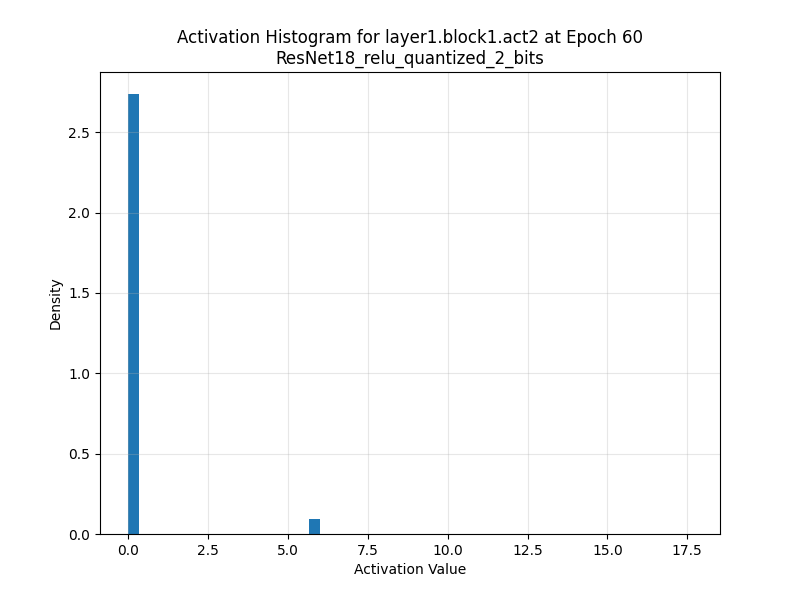 Activation Histogram for layer1.block1.act2 at Epoch 60
ResNet18_relu_quantized_2_bits
2.5
2.0
1.5
1.0
0.5
0.0
Density
0.0 2.5 5.0 7.5 10.0 12.5 15.0 17.5
Activation Value